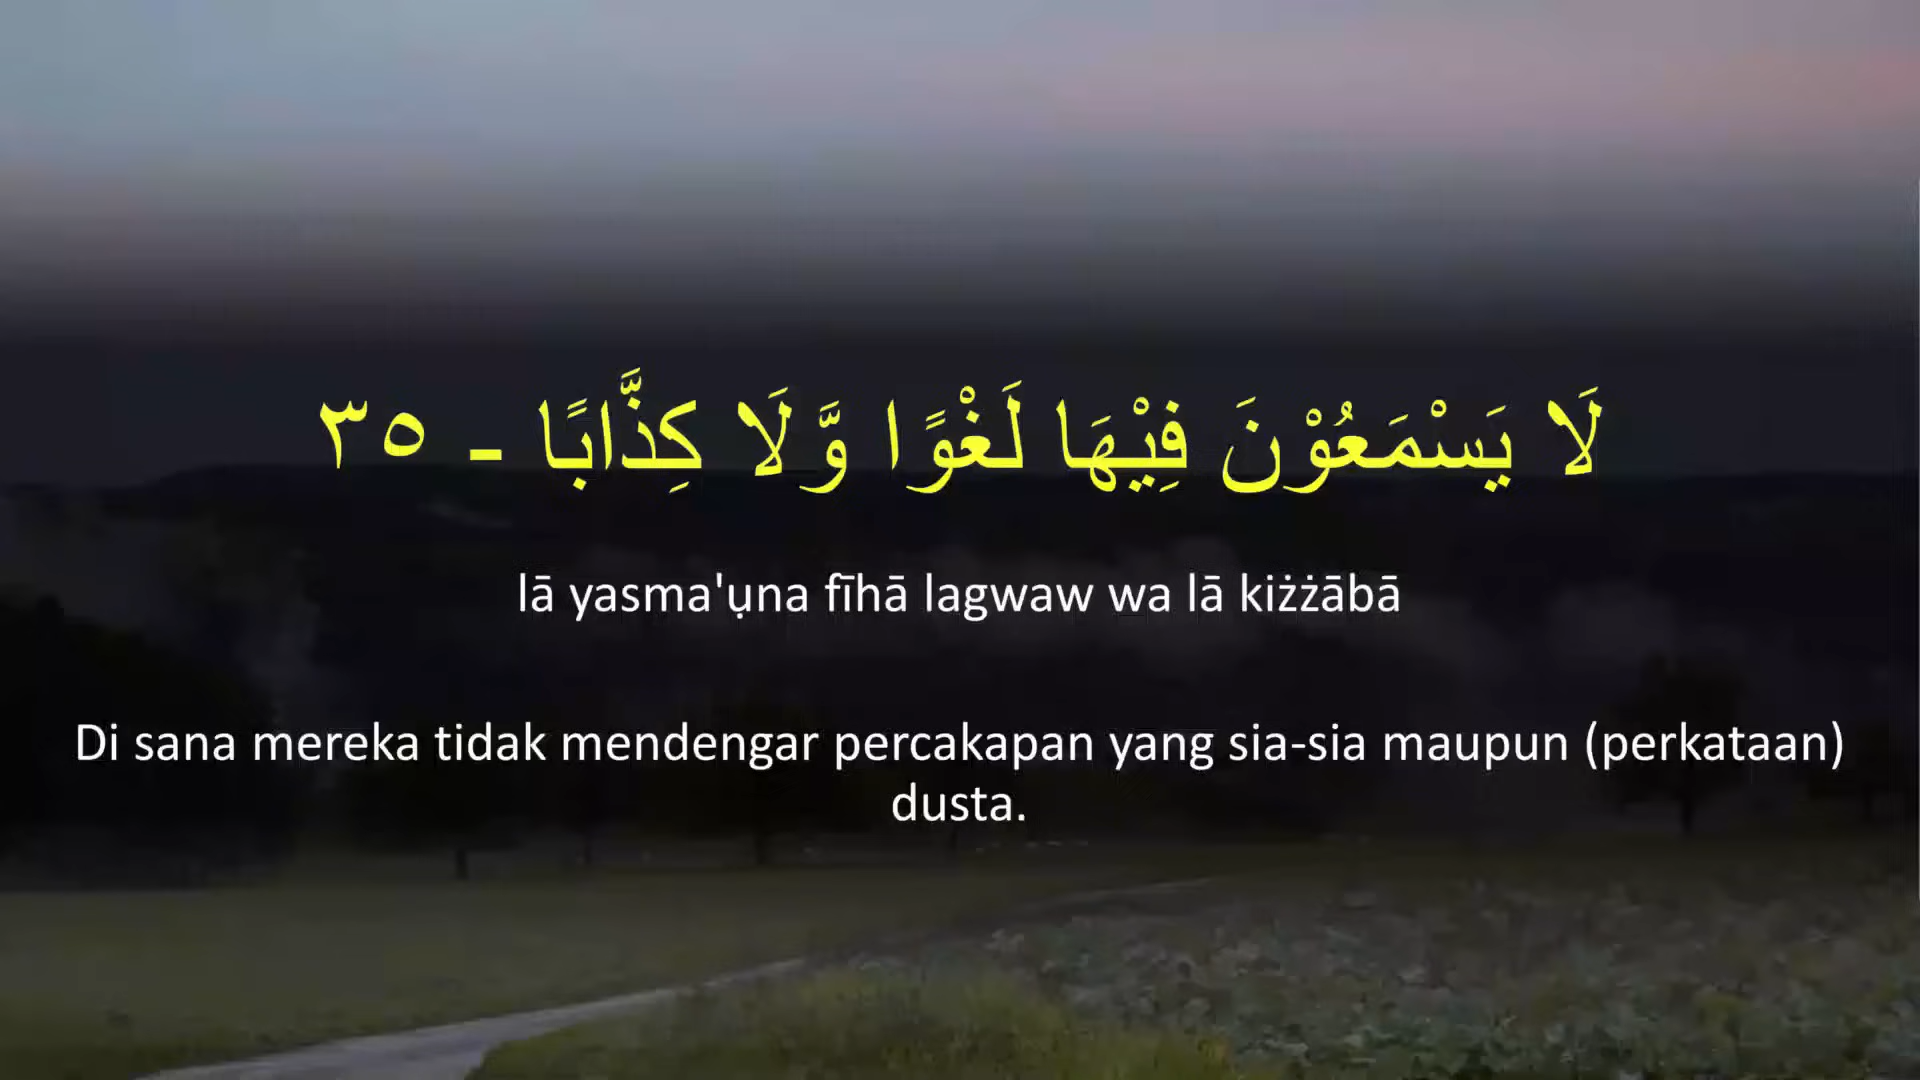 لَا يَسْمَعُوْنَ فِيْهَا لَغْوًا وَّلَا كِذَّابًا - ٣٥
lā yasma'ụna fīhā lagwaw wa lā kiżżābā
Di sana mereka tidak mendengar percakapan yang sia-sia maupun (perkataan)
dusta.